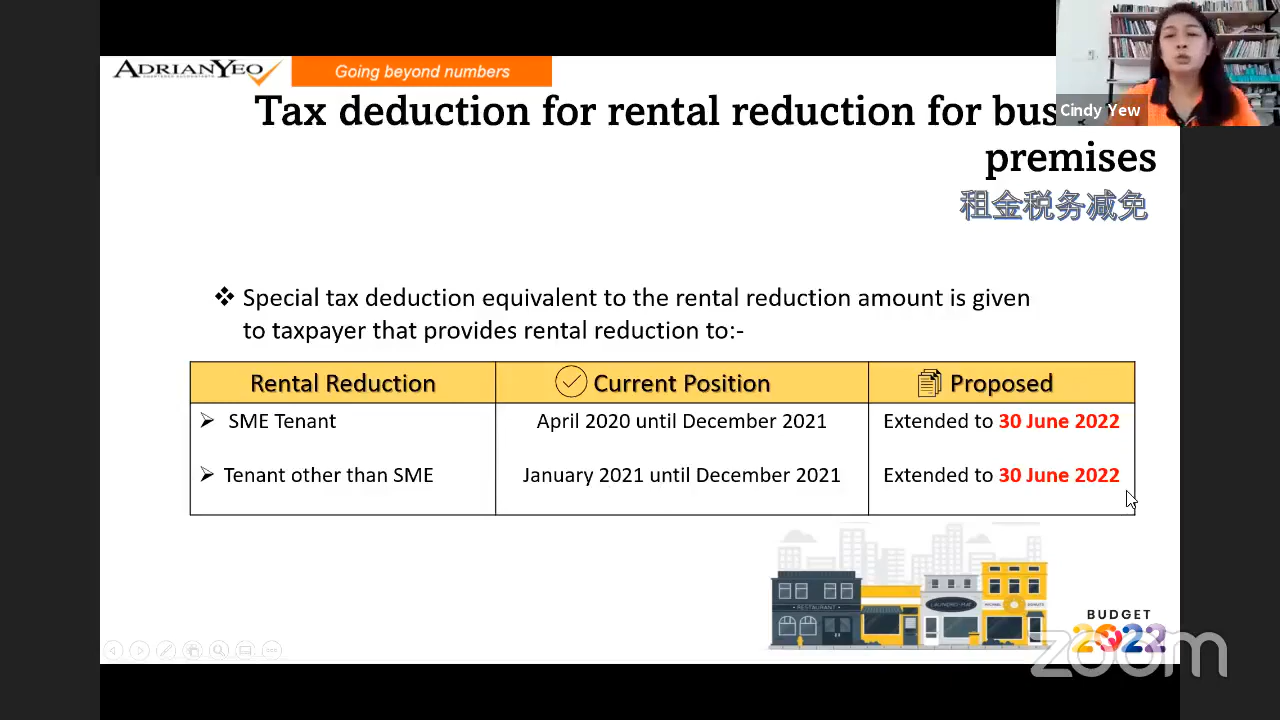 ADRIANYEO
CHARTERED ACCOUNTANTS
Going beyond numbers
Cindy Yew
Tax deduction for rental reduction for bus
premises
租金税务减免
❖ Special tax deduction equivalent to the rental reduction amount is given
to taxpayer that provides rental reduction to:-
Rental Reduction
Current Position
Proposed
➢ SME Tenant
April 2020 until December 2021
Extended to 30 June 2022
➢ Tenant other than SME
January 2021 until December 2021
Extended to 30 June 2022
RESTAURANT
BUDGET
2022
zoom